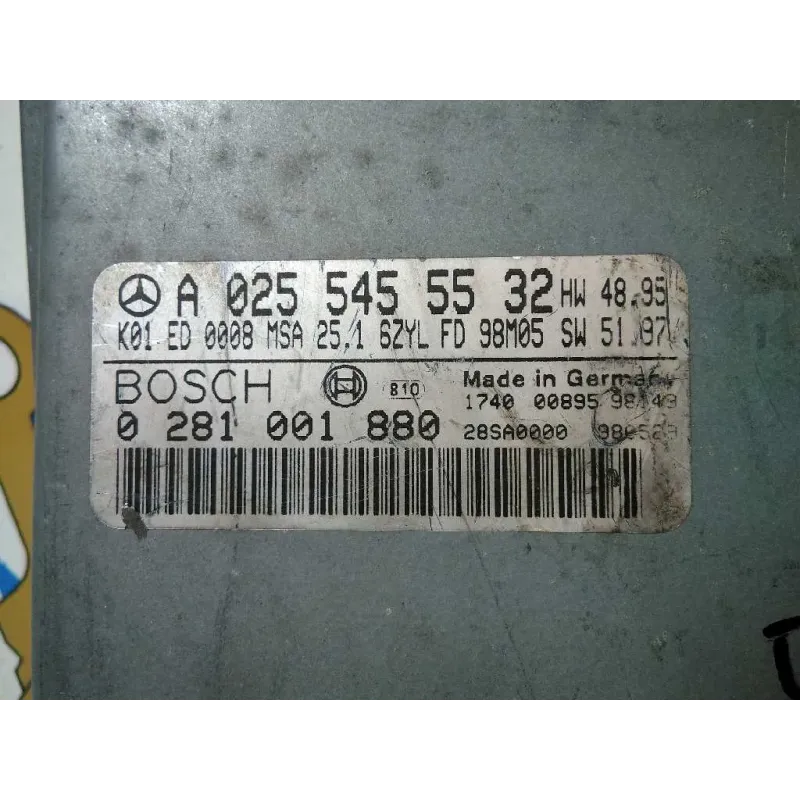 A 025 545 55 32 HW 48.95
K01 ED 0008 MSA 25.1 6ZYL FD 98M05 SW 51.97
BOSCH 810 Made in Germany
0 281 001 880 1740 00895
28SA0000